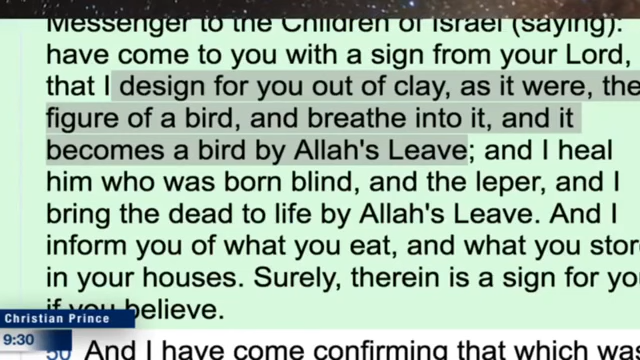 Messenger to the Children of Israel (saying):
have come to you with a sign from your Lord,
that I design for you out of clay, as it were, the
figure of a bird, and breathe into it, and it
becomes a bird by Allah's Leave; and I heal
him who was born blind, and the leper, and I
bring the dead to life by Allah's Leave. And I
inform you of what you eat, and what you stor
in your houses. Surely, therein is a sign for yo
if you believe.
Christian Prince
9:30
50 And I have come confirming that which was